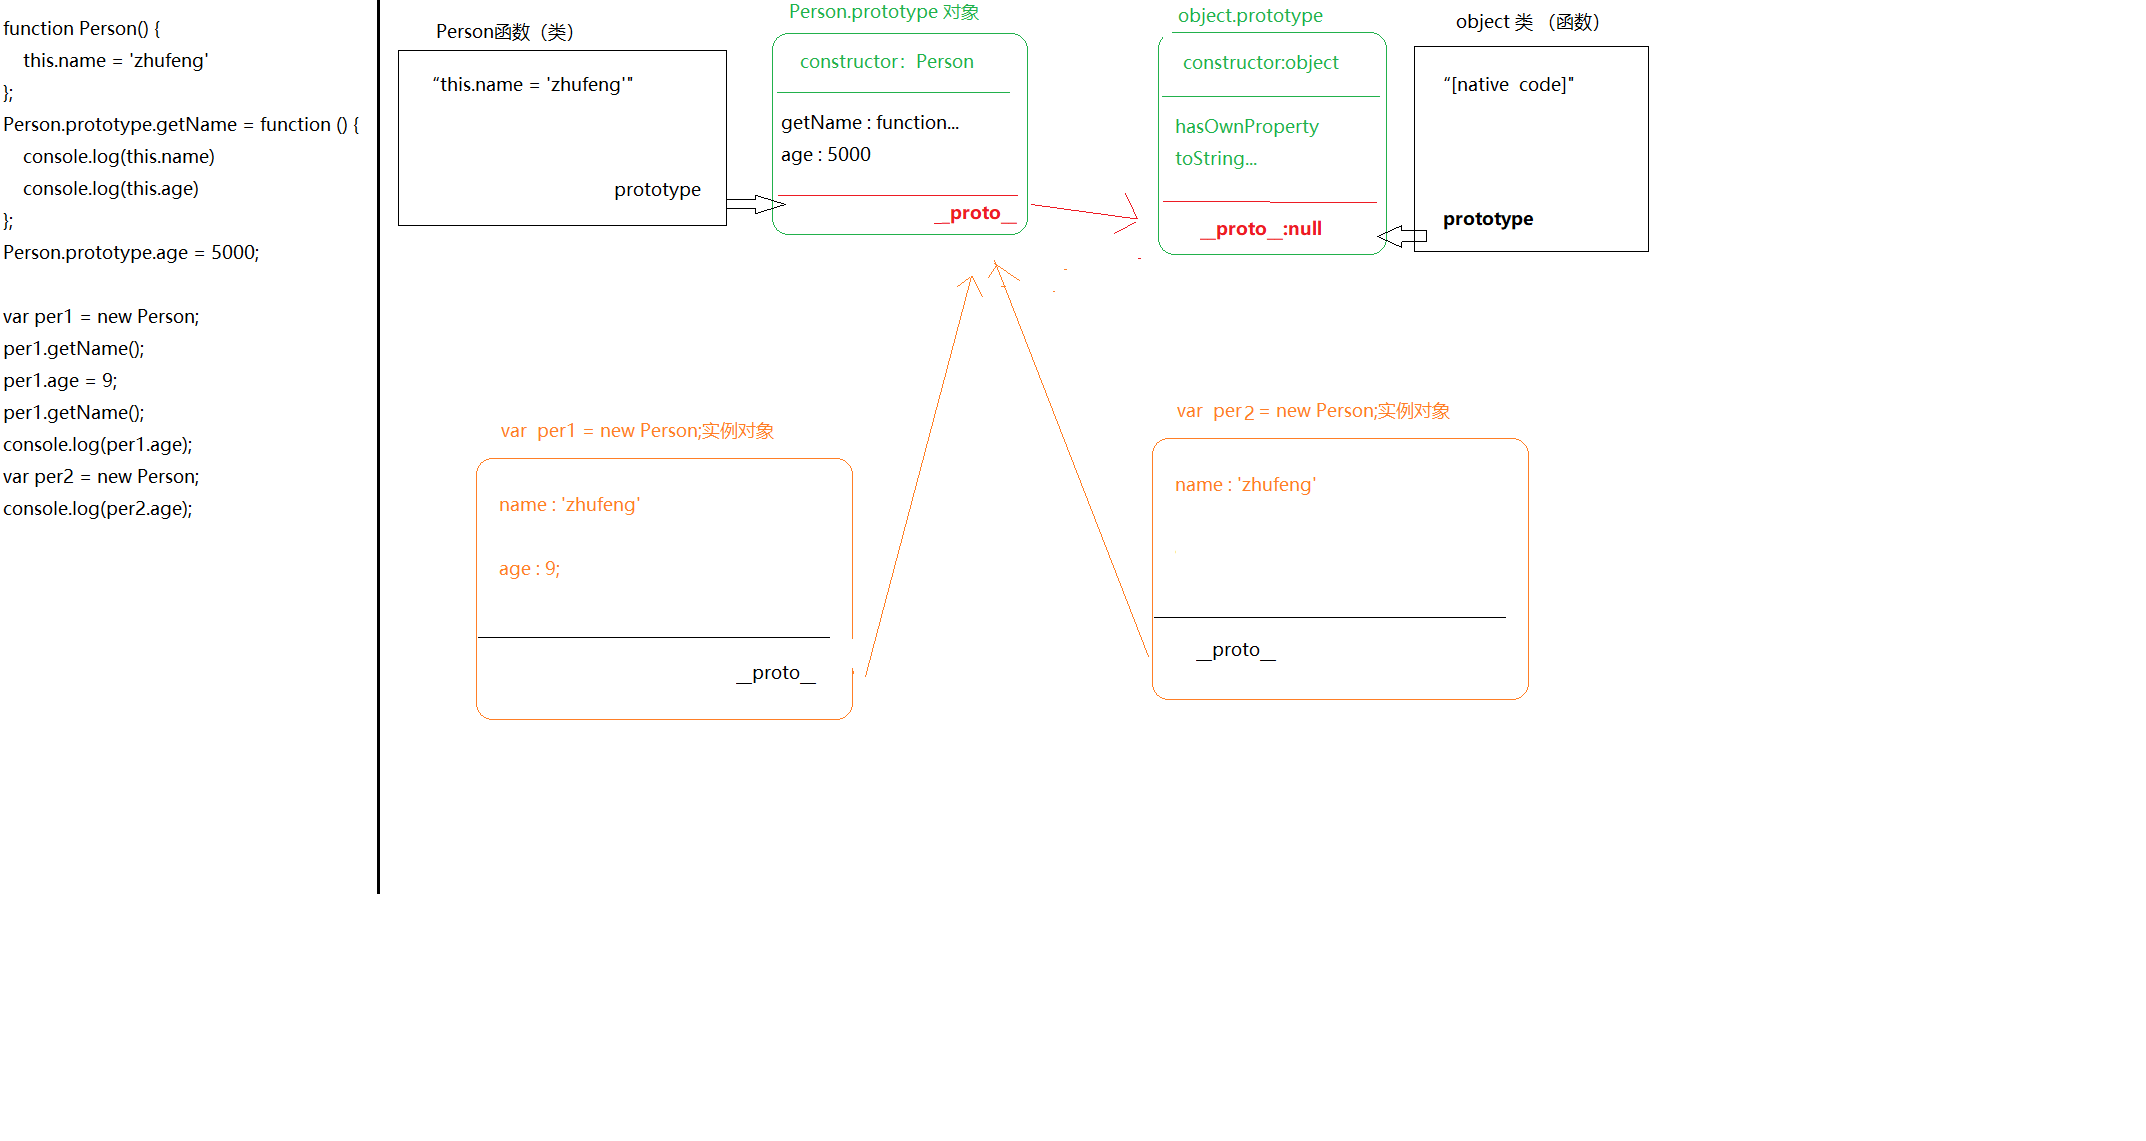 function Person() {
    this.name = 'zhufeng'
};
Person.prototype.getName = function () {
    console.log(this.name)
    console.log(this.age)
};
Person.prototype.age = 5000;
var per1 = new Person;
per1.getName();
per1.age = 9;
per1.getName();
console.log(per1.age);
var per2 = new Person;
console.log(per2.age);
Person函数（类）
“this.name = 'zhufeng'"
prototype
Person.prototype 对象
constructor：Person
getName : function...
age : 5000
__proto__
object.prototype
constructor:object
hasOwnProperty
toString...
__proto__:null
object 类 （函数）
“[native  code]"
prototype
var  per1 = new Person;实例对象
name : 'zhufeng'
age : 9;
__proto__
var  per2 = new Person;实例对象
name : 'zhufeng'
__proto__